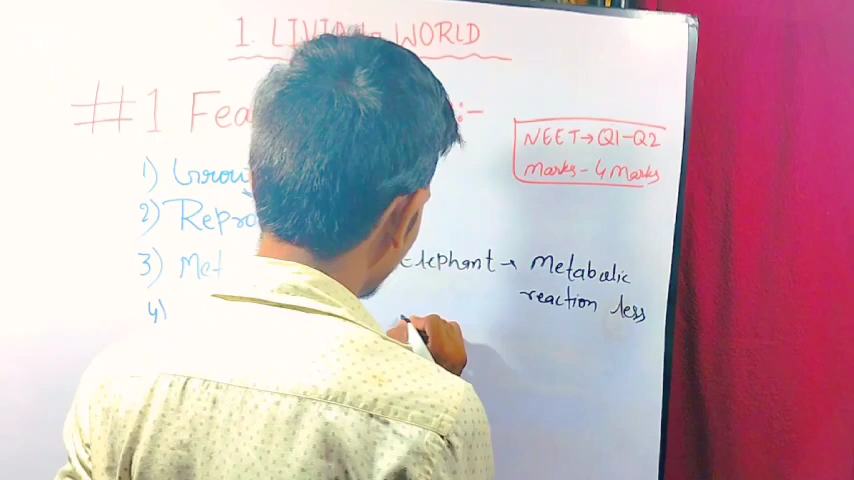 1. LIVING WORLD
#1 Fea :-
NEET→Q1-Q2
Marks - 4 Marks
1) Grow
2) Repro
3) Met Elephant → Metabolic
reaction less
4)